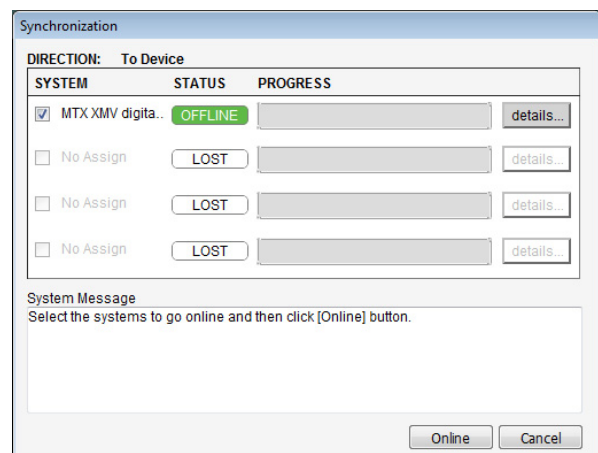 Synchronization
DIRECTION: To Device
SYSTEM STATUS PROGRESS
MTX XMV digita.. OFFLINE details...
No Assign LOST details...
No Assign LOST details...
No Assign LOST details...
System Message
Select the systems to go online and then click [Online] button.
Online Cancel